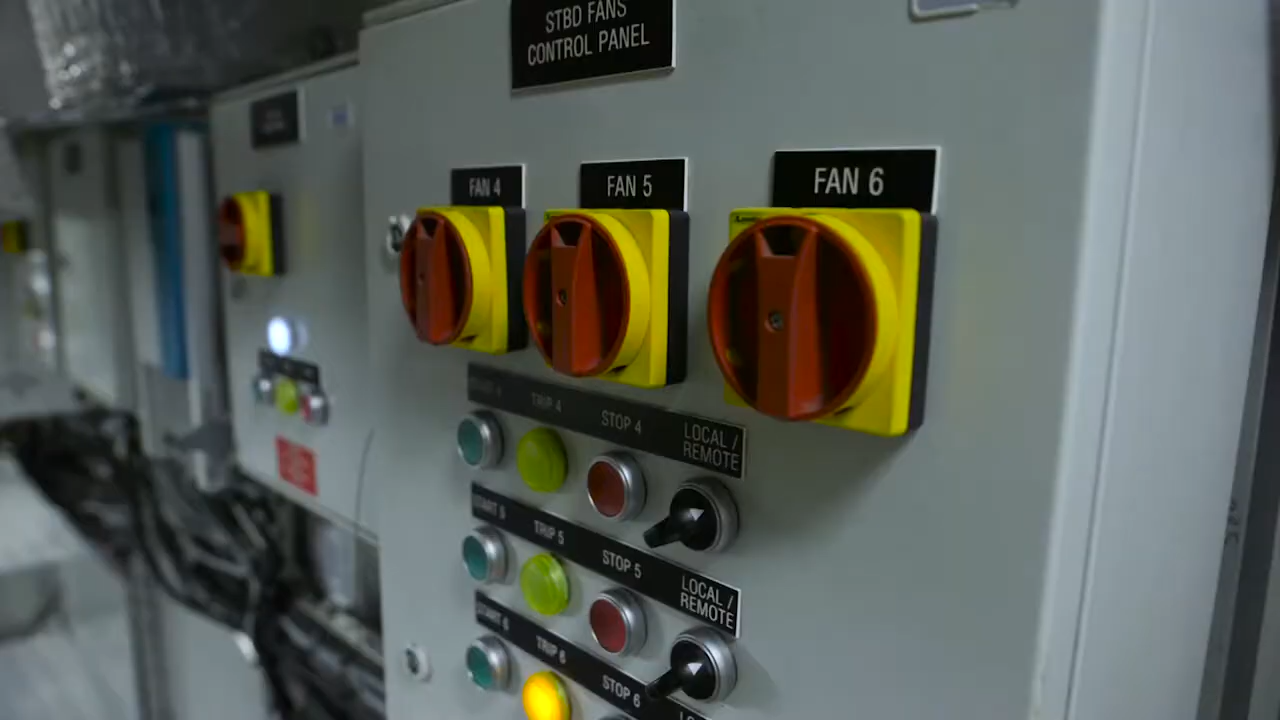 STBD FANS
CONTROL PANEL
FAN 4
FAN 5
FAN 6
TRIP 4
STOP 4
LOCAL /
REMOTE
START 5
TRIP 5
STOP 5
LOCAL /
REMOTE
START 6
TRIP 6
STOP 6